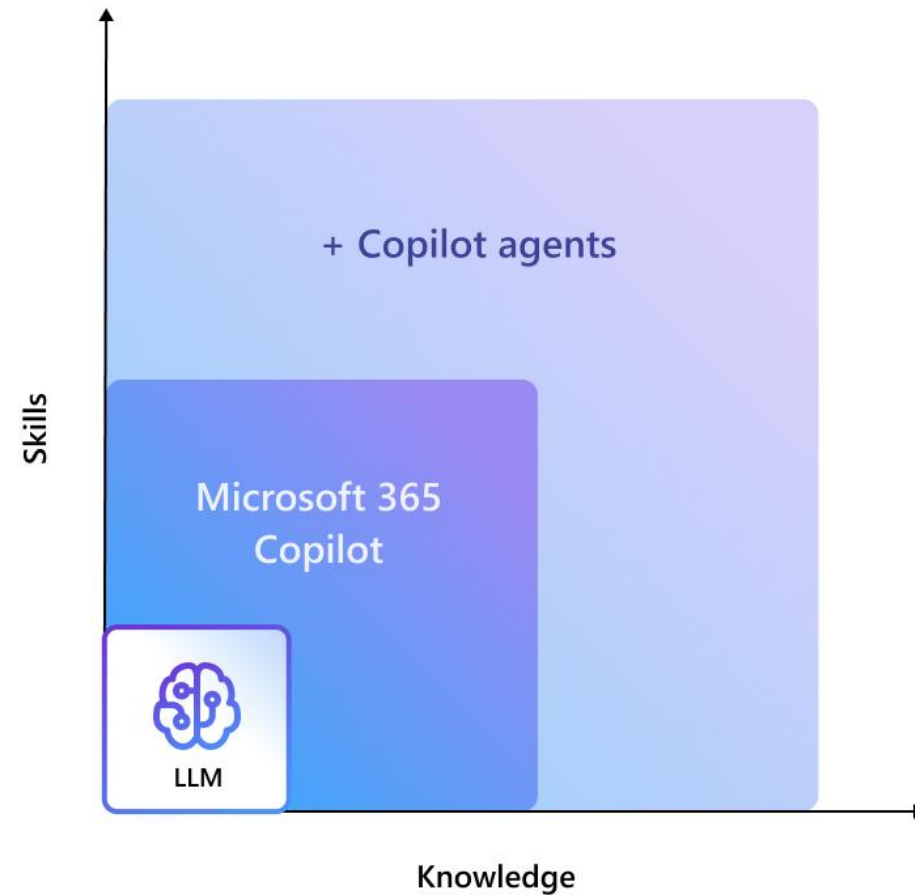 + Copilot agents
Skills
Microsoft 365
Copilot
LLM
Knowledge